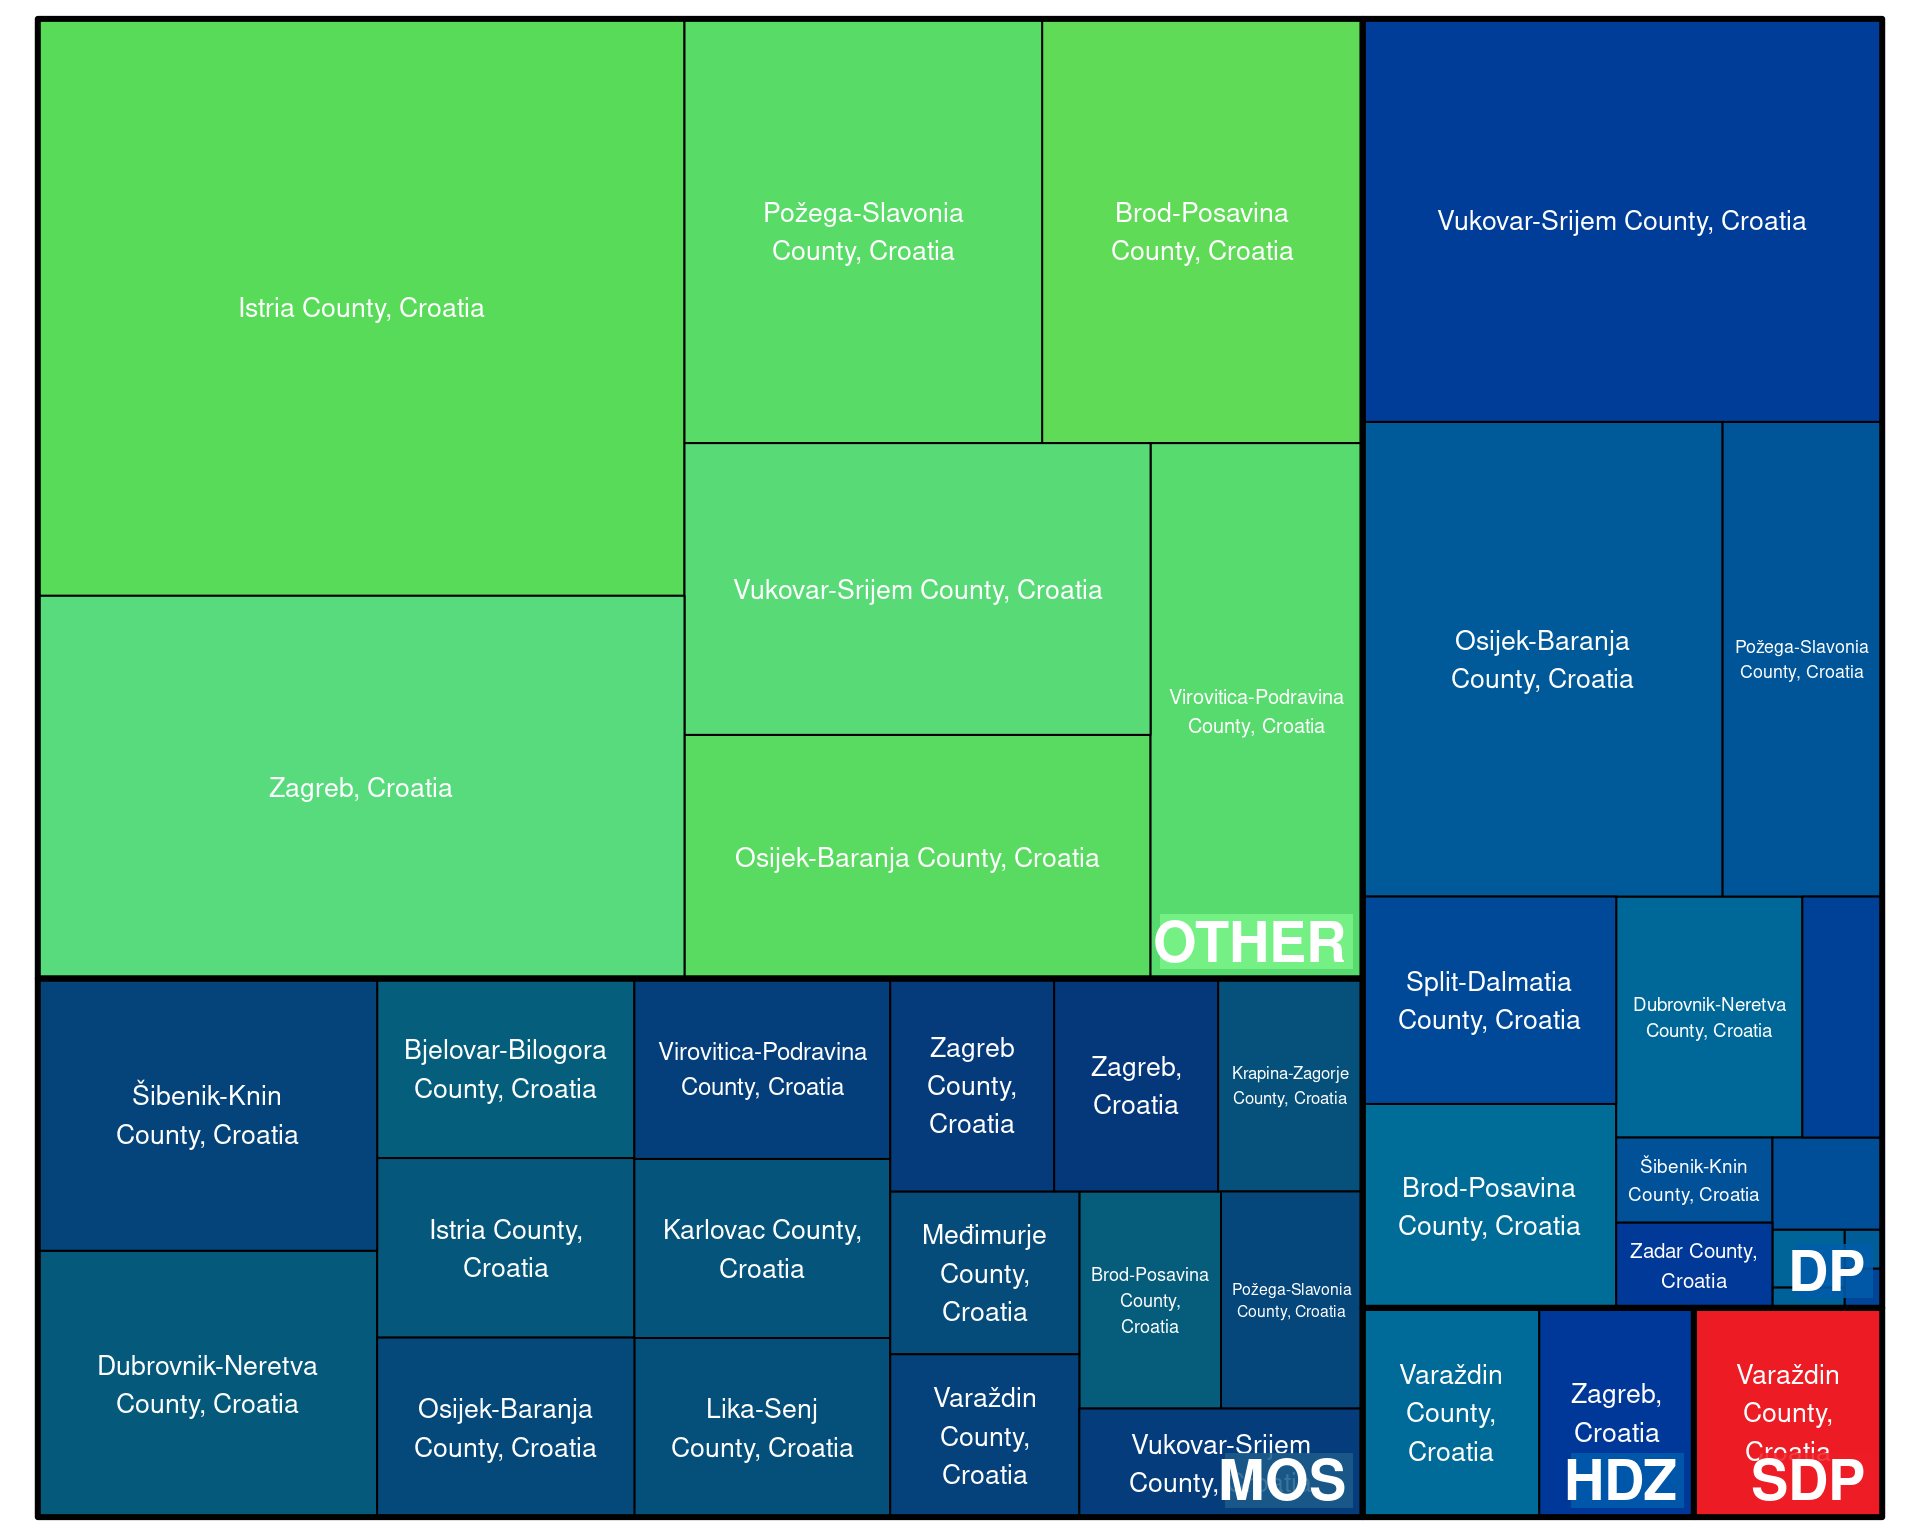 Istria County, Croatia
Zagreb, Croatia
Požega-Slavonia
County, Croatia
Brod-Posavina
County, Croatia
Vukovar-Srijem County, Croatia
Osijek-Baranja County, Croatia
Virovitica-Podravina
County, Croatia
OTHER
Šibenik-Knin
County, Croatia
Dubrovnik-Neretva
County, Croatia
Bjelovar-Bilogora
County, Croatia
Istria County,
Croatia
Osijek-Baranja
County, Croatia
Virovitica-Podravina
County, Croatia
Karlovac County,
Croatia
Lika-Senj
County, Croatia
Zagreb
County,
Croatia
Zagreb,
Croatia
Krapina-Zagorje
County, Croatia
Međimurje
County,
Croatia
Varaždin
County,
Croatia
Brod-Posavina
County,
Croatia
Požega-Slavonia
County, Croatia
Vukovar-Srijem
County, Croatia
MOS
Vukovar-Srijem County, Croatia
Osijek-Baranja
County, Croatia
Požega-Slavonia
County, Croatia
Split-Dalmatia
County, Croatia
Dubrovnik-Neretva
County, Croatia
Brod-Posavina
County, Croatia
Šibenik-Knin
County, Croatia
Zadar County,
Croatia
DP
Varaždin
County,
Croatia
Zagreb,
Croatia
HDZ
Varaždin
County,
Croatia
SDP